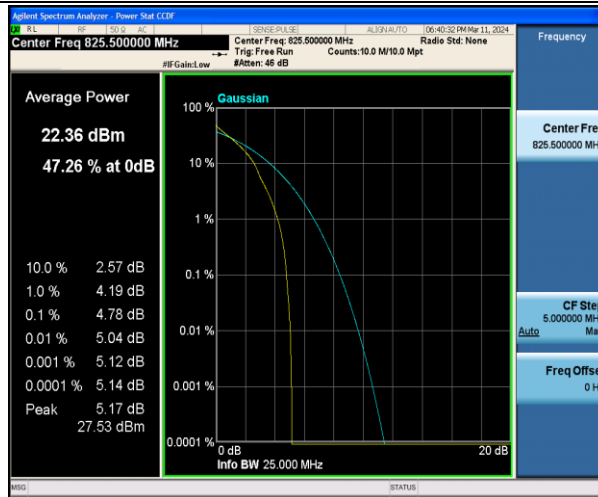 Agilent Spectrum Analyzer - Power Stat CCDF
RL RF 50 Ω AC SENSE:PULSE ALIGN AUTO 06:40:32 PM Mar 11, 2024
Center Freq 825.500000 MHz
Center Freq: 825.500000 MHz Radio Std: None
Trig: Free Run Counts:10.0 M/10.0 Mpt
#IFGain:Low #Atten: 46 dB
Frequency
Average Power
22.36 dBm
47.26 % at 0dB
10.0 % 2.57 dB
1.0 % 4.19 dB
0.1 % 4.78 dB
0.01 % 5.04 dB
0.001 % 5.12 dB
0.0001 % 5.14 dB
Peak 5.17 dB
27.53 dBm
Gaussian
100 %
10 %
1 %
0.1 %
0.01 %
0.001 %
0.0001 %
0 dB 20 dB
Info BW 25.000 MHz
Center Fre
825.500000 MH
CF Ste
5.000000 MH
Auto Ma
Freq Offse
0 H
MSG STATUS